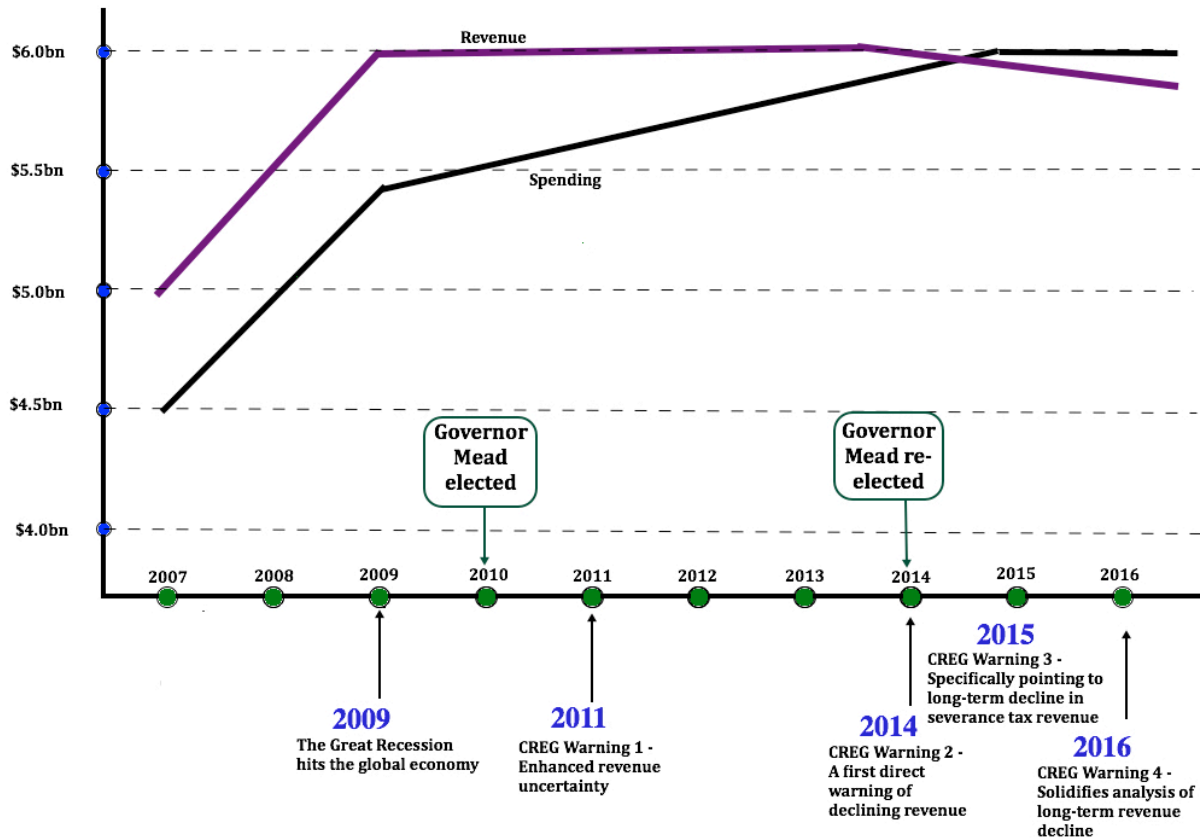 $6.0bn
Revenue
$5.5bn
Spending
$5.0bn
$4.5bn
Governor
Mead
elected
Governor
Mead re-
elected
$4.0bn
2007
2008
2009
2010
2011
2012
2013
2014
2015
2016
2009
The Great Recession
hits the global economy
2011
CREG Warning 1 -
Enhanced revenue
uncertainty
2014
CREG Warning 2 -
A first direct
warning of
declining revenue
2015
CREG Warning 3 -
Specifically pointing to
long-term decline in
severance tax revenue
2016
CREG Warning 4 -
Solidifies analysis of
long-term revenue
decline